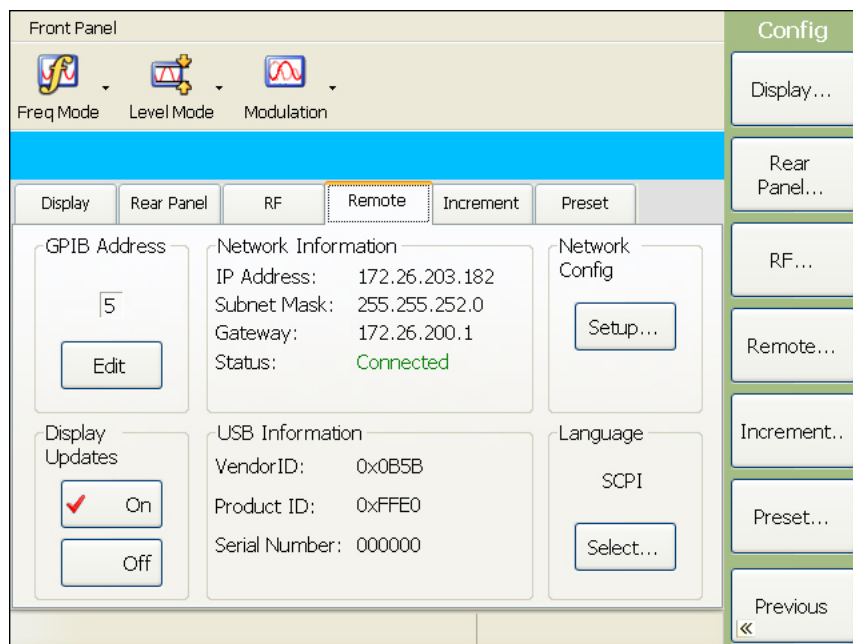 Front Panel
Config
Freq Mode
Level Mode
Modulation
Display...
Rear
Panel...
RF...
Remote...
Increment..
Preset...
Previous
«
Display
Rear Panel
RF
Remote
Increment
Preset
GPIB Address
5
Edit
Network Information
IP Address: 172.26.203.182
Subnet Mask: 255.255.252.0
Gateway: 172.26.200.1
Status: Connected
Network
Config
Setup...
Display
Updates
On
Off
USB Information
VendorID: 0x0B5B
Product ID: 0xFFE0
Serial Number: 000000
Language
SCPI
Select...